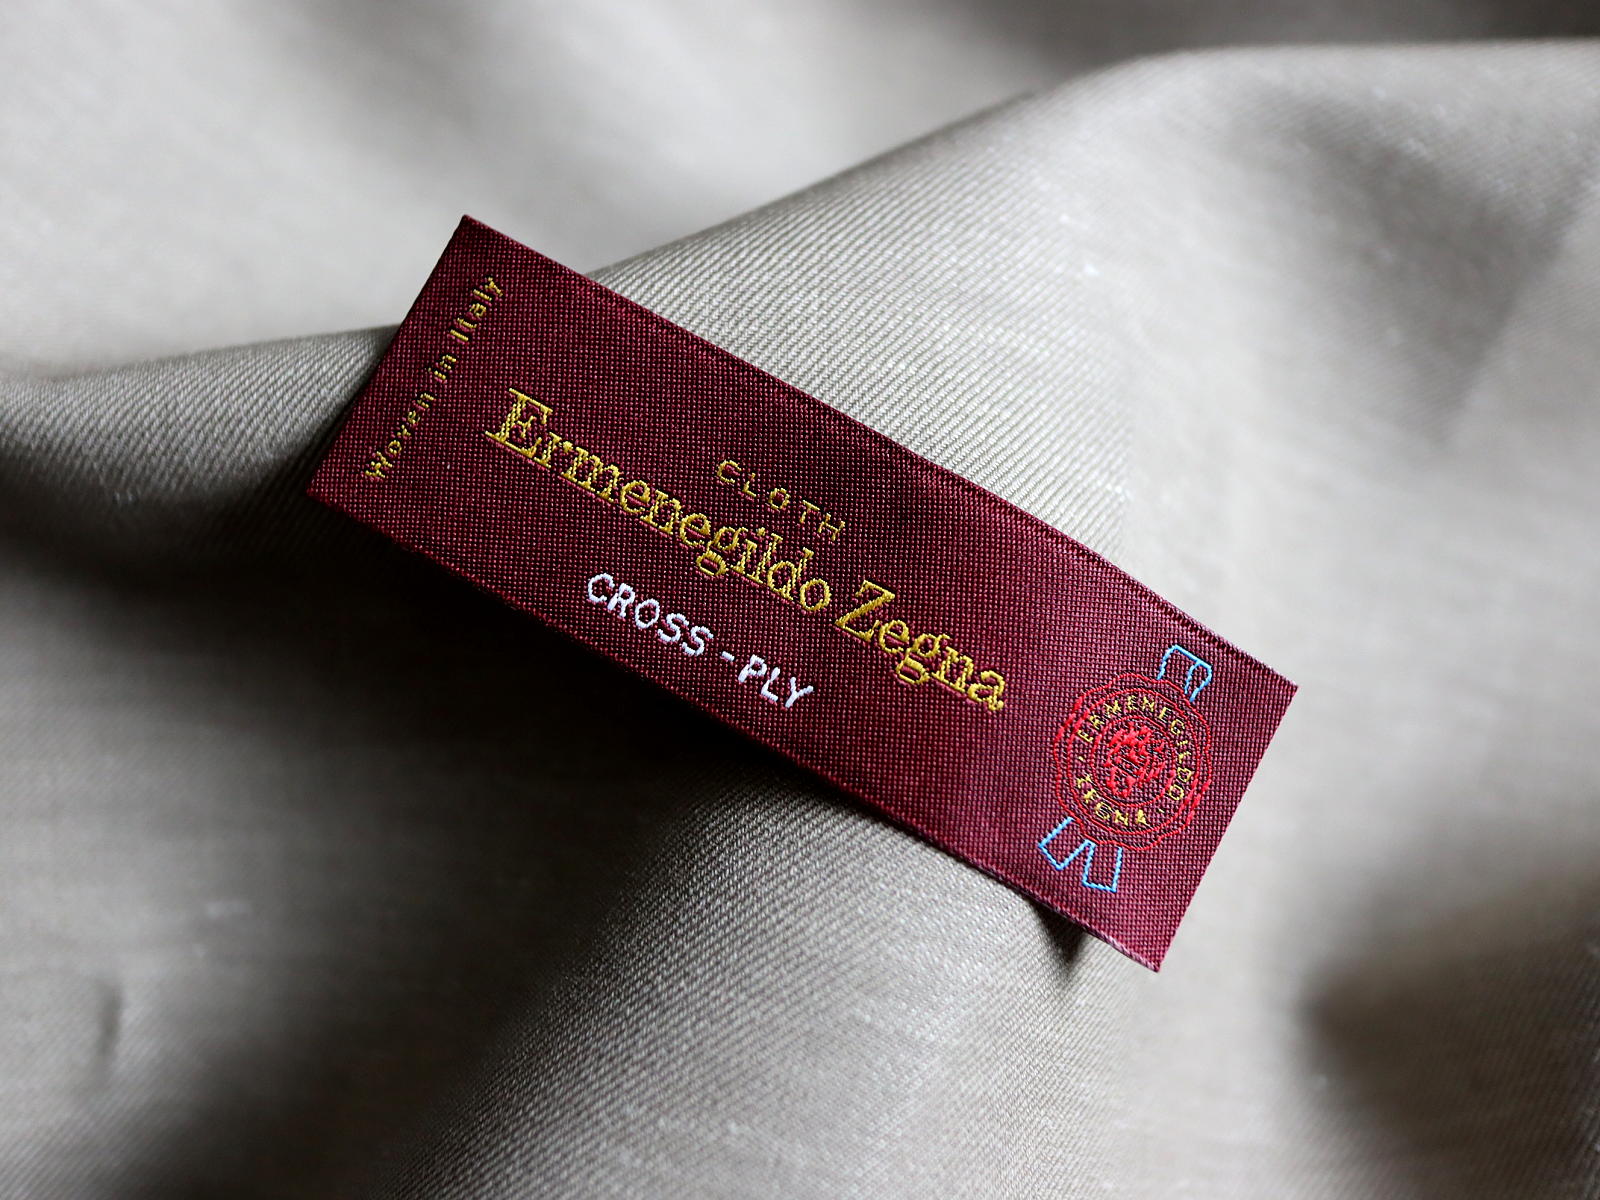 Woven in Italy
CLOTH
Ermenegildo Zegna
CROSS-PLY
ERMENEGILDO
ZEGNA